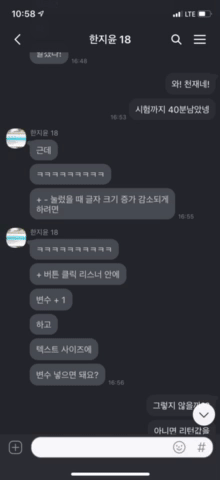 10:58
LTE
한지윤 18
16:48
와! 천재네!
시험까지 40분남았넹
16:53
한지윤 18
근데
ㅋㅋㅋㅋㅋㅋㅋㅋㅋ
+ - 눌렀을 때 글자 크기 증가 감소되게
하려면
16:55
한지윤 18
ㅋㅋㅋㅋㅋㅋㅋㅋㅋㅋ
+ 버튼 클릭 리스너 안에
변수 + 1
하고
텍스트 사이즈에
변수 넣으면 돼요?
16:56
그렇지 않을까
아니면 리턴값을
#